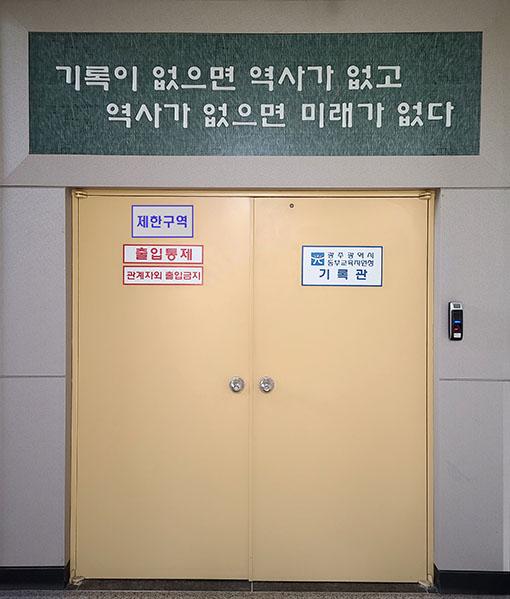 기록이 없으면 역사가 없고
역사가 없으면 미래가 없다
제한구역
출입통제
관계자외 출입금지
광주광역시
동부교육지원청
기록관